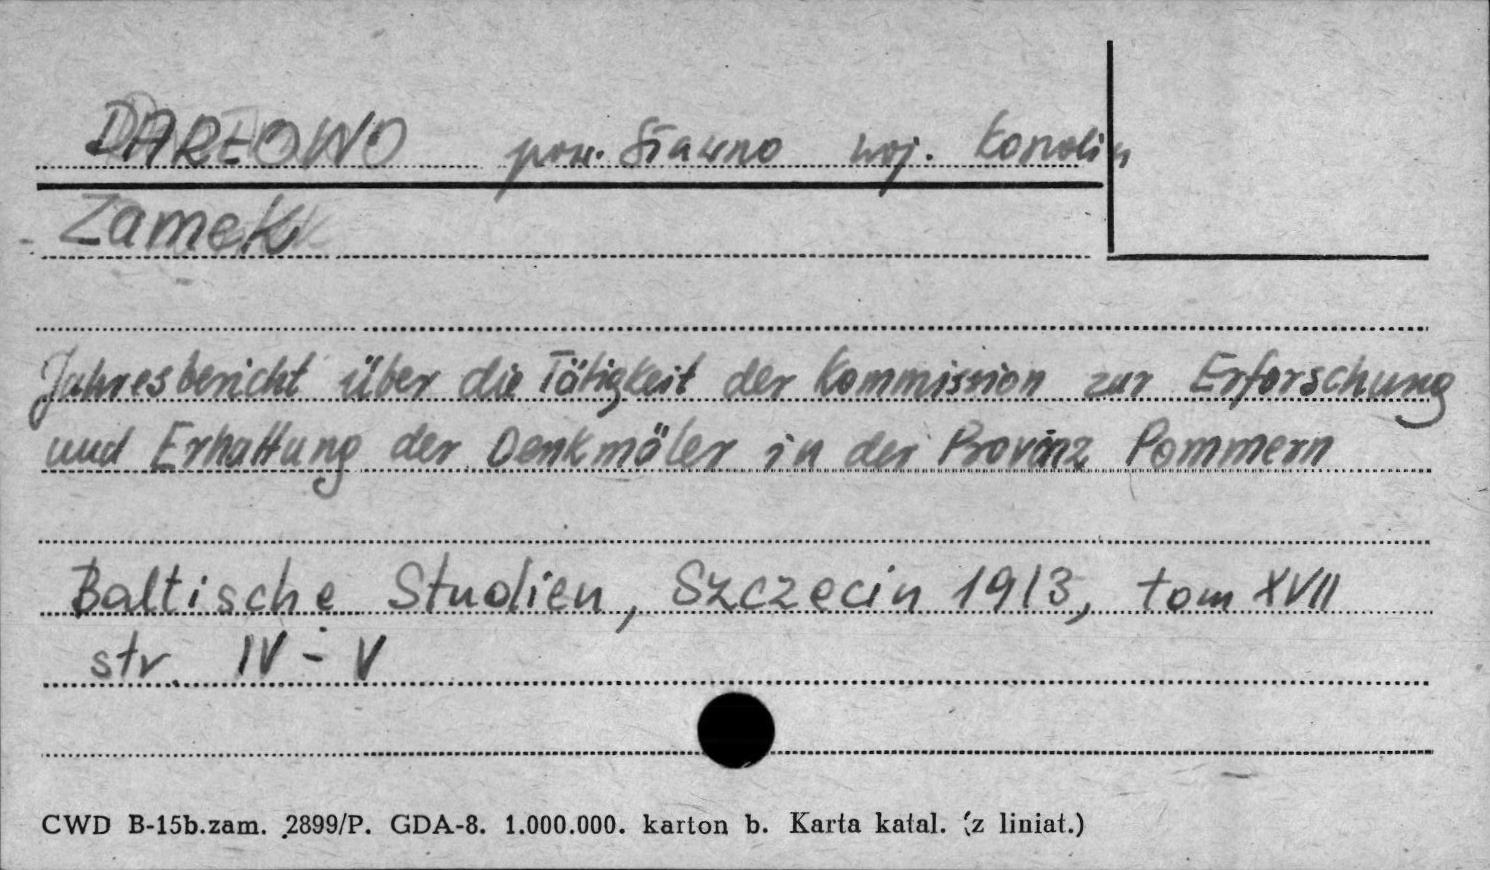 DARŁOWO pow. Sławno woj. Koszalin
Zamek
Jahresbericht über die Tätigkeit der Kommission zur Erforschung
und Erhaltung der Denkmäler in der Provinz Pommern
Baltische Studien, Szczecin 1913, tom XVII
str. IV - V
CWD B-15b.zam. 2899/P. GDA-8. 1.000.000. karton b. Karta katal. (z liniat.)